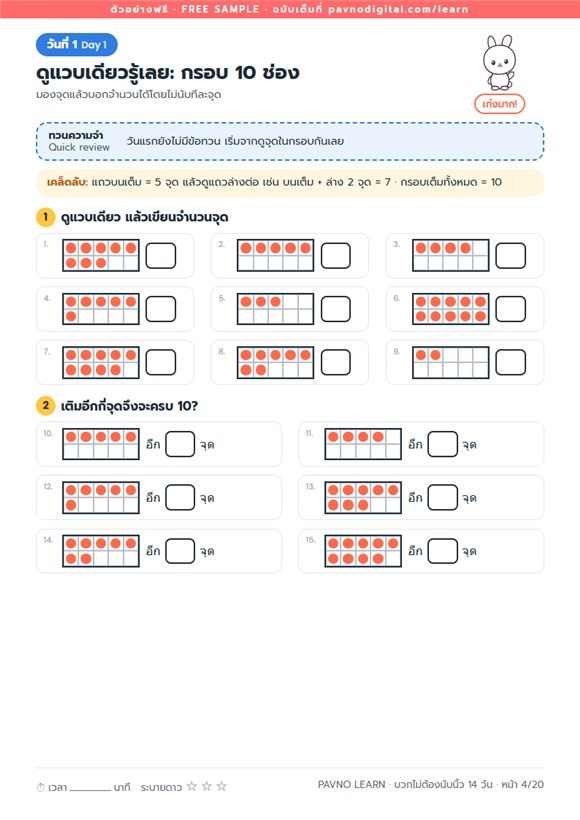 ตัวอย่างฟรี · FREE SAMPLE · ฉบับเต็มที่ pavnodigital.com/learn
วันที่ 1 Day 1
ดูแวบเดียวรู้เลย: กรอบ 10 ช่อง
มองจุดแล้วบอกจำนวนได้โดยไม่นับทีละจุด
เก่งมาก!
ทวนความจำ
Quick review
วันแรกยังไม่มีข้อทวน เริ่มจากดูจุดในกรอบกันเลย
เคล็ดลับ: แถวบนเต็ม = 5 จุด แล้วดูแถวล่างต่อ เช่น บนเต็ม + ล่าง 2 จุด = 7 · กรอบเต็มทั้งหมด = 10
1 ดูแวบเดียว แล้วเขียนจำนวนจุด
1. 2. 3.
4. 5. 6.
7. 8. 9.
2 เติมอีกกี่จุดจึงจะครบ 10?
10. อีก จุด 11. อีก จุด
12. อีก จุด 13. อีก จุด
14. อีก จุด 15. อีก จุด
เวลา ________ นาที ระบายดาว ☆ ☆ ☆
PAVNO LEARN · บวกไม่ต้องนับนิ้ว 14 วัน · หน้า 4/20